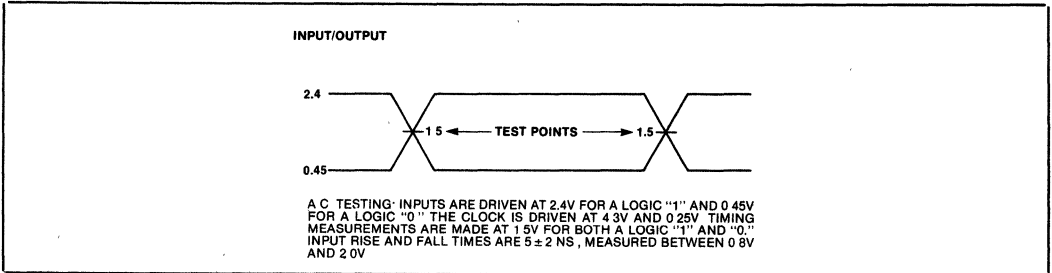 INPUT/OUTPUT
2.4
1 5 TEST POINTS 1.5
0.45
A C TESTING· INPUTS ARE DRIVEN AT 2.4V FOR A LOGIC "1" AND 0 45V
FOR A LOGIC "0 " THE CLOCK IS DRIVEN AT 4 3V AND 0 25V TIMING
MEASUREMENTS ARE MADE AT 1 5V FOR BOTH A LOGIC "1" AND "0."
INPUT RISE AND FALL TIMES ARE 5 ± 2 NS , MEASURED BETWEEN 0 8V
AND 2 0V